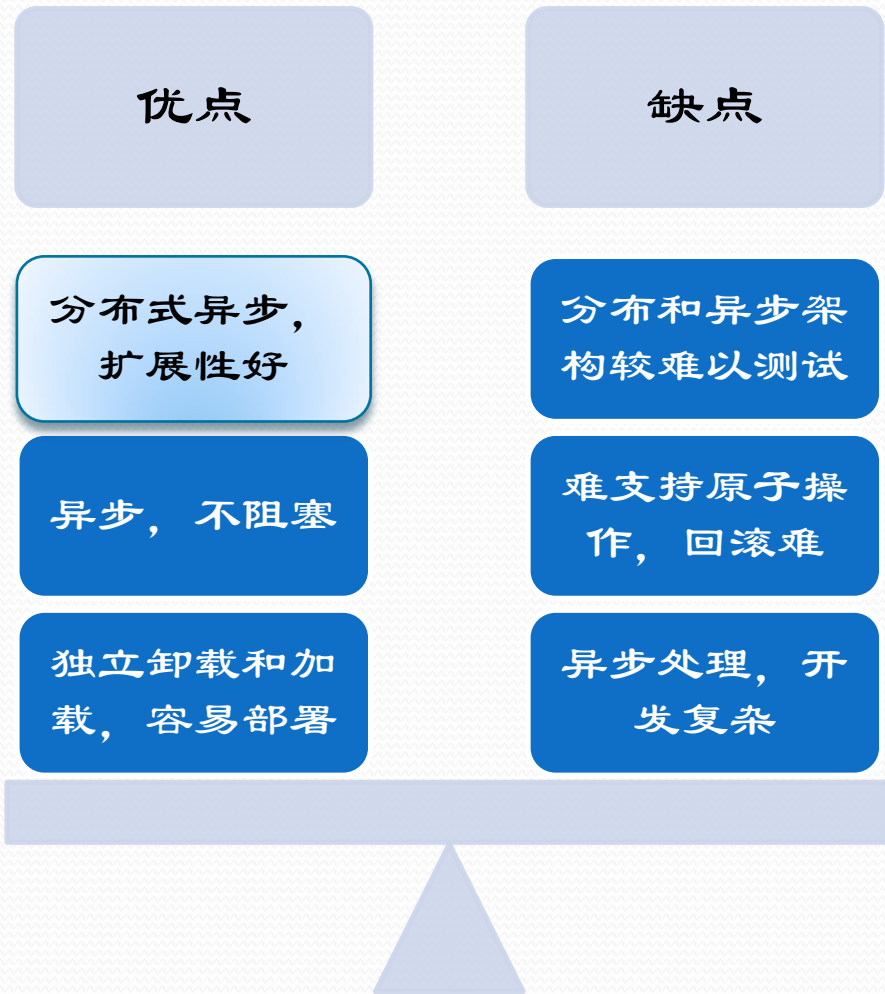 优点
缺点
分布式异步，
扩展性好
异步，不阻塞
独立卸载和加
载，容易部署
分布和异步架
构较难以测试
难支持原子操
作，回滚难
异步处理，开
发复杂